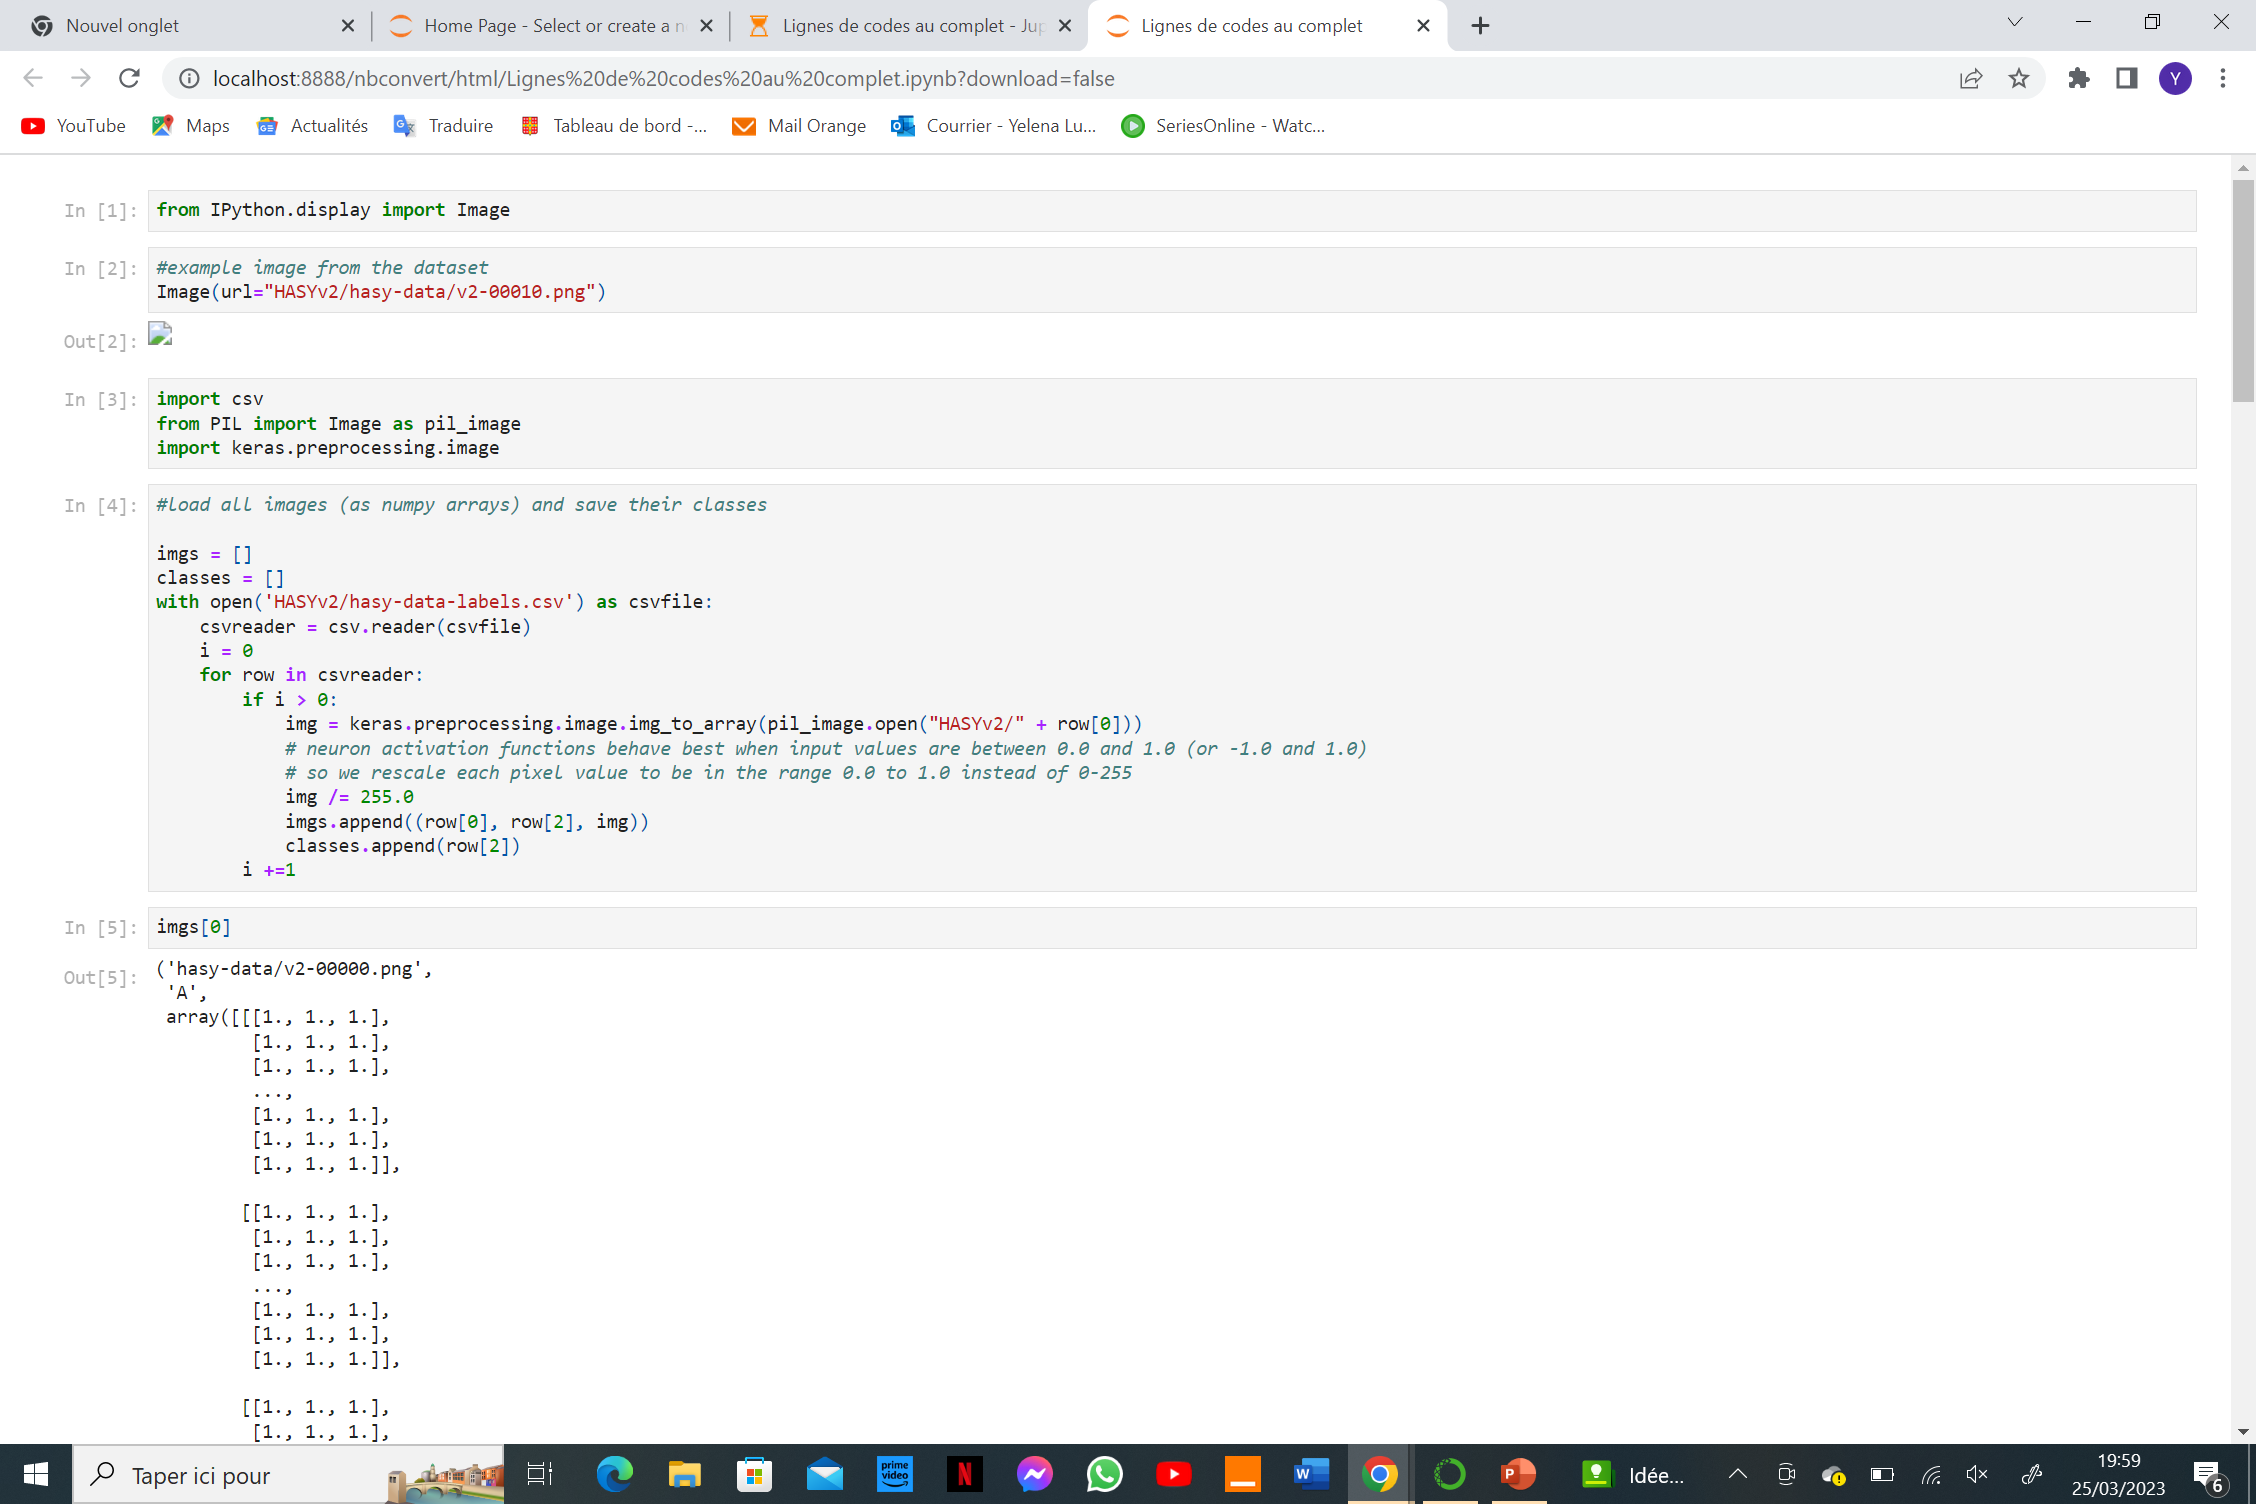 Nouvel onglet
Home Page - Select or create a n
Lignes de codes au complet - Jup
Lignes de codes au complet
localhost:8888/nbconvert/html/Lignes%20de%20codes%20au%20complet.ipynb?download=false
Y
YouTube
Maps
Actualités
Traduire
Tableau de bord -...
Mail Orange
Courrier - Yelena Lu...
SeriesOnline - Watc...
In [1]:
from IPython.display import Image
In [2]:
#example image from the dataset
Image(url="HASYv2/hasy-data/v2-00010.png")
Out[2]:
In [3]:
import csv
from PIL import Image as pil_image
import keras.preprocessing.image
In [4]:
#load all images (as numpy arrays) and save their classes
imgs = []
classes = []
with open('HASYv2/hasy-data-labels.csv') as csvfile:
    csvreader = csv.reader(csvfile)
    i = 0
    for row in csvreader:
        if i > 0:
            img = keras.preprocessing.image.img_to_array(pil_image.open("HASYv2/" + row[0]))
            # neuron activation functions behave best when input values are between 0.0 and 1.0 (or -1.0 and 1.0)
            # so we rescale each pixel value to be in the range 0.0 to 1.0 instead of 0-255
            img /= 255.0
            imgs.append((row[0], row[2], img))
            classes.append(row[2])
        i +=1
In [5]:
imgs[0]
Out[5]:
('hasy-data/v2-00000.png',
 'A',
 array([[[1., 1., 1.],
         [1., 1., 1.],
         [1., 1., 1.],
         ...,
         [1., 1., 1.],
         [1., 1., 1.],
         [1., 1., 1.]],
        [[1., 1., 1.],
         [1., 1., 1.],
         [1., 1., 1.],
         ...,
         [1., 1., 1.],
         [1., 1., 1.],
         [1., 1., 1.]],
        [[1., 1., 1.],
         [1., 1., 1.],
Taper ici pour
prime video
N
W
P
Idée...
19:59
25/03/2023
6